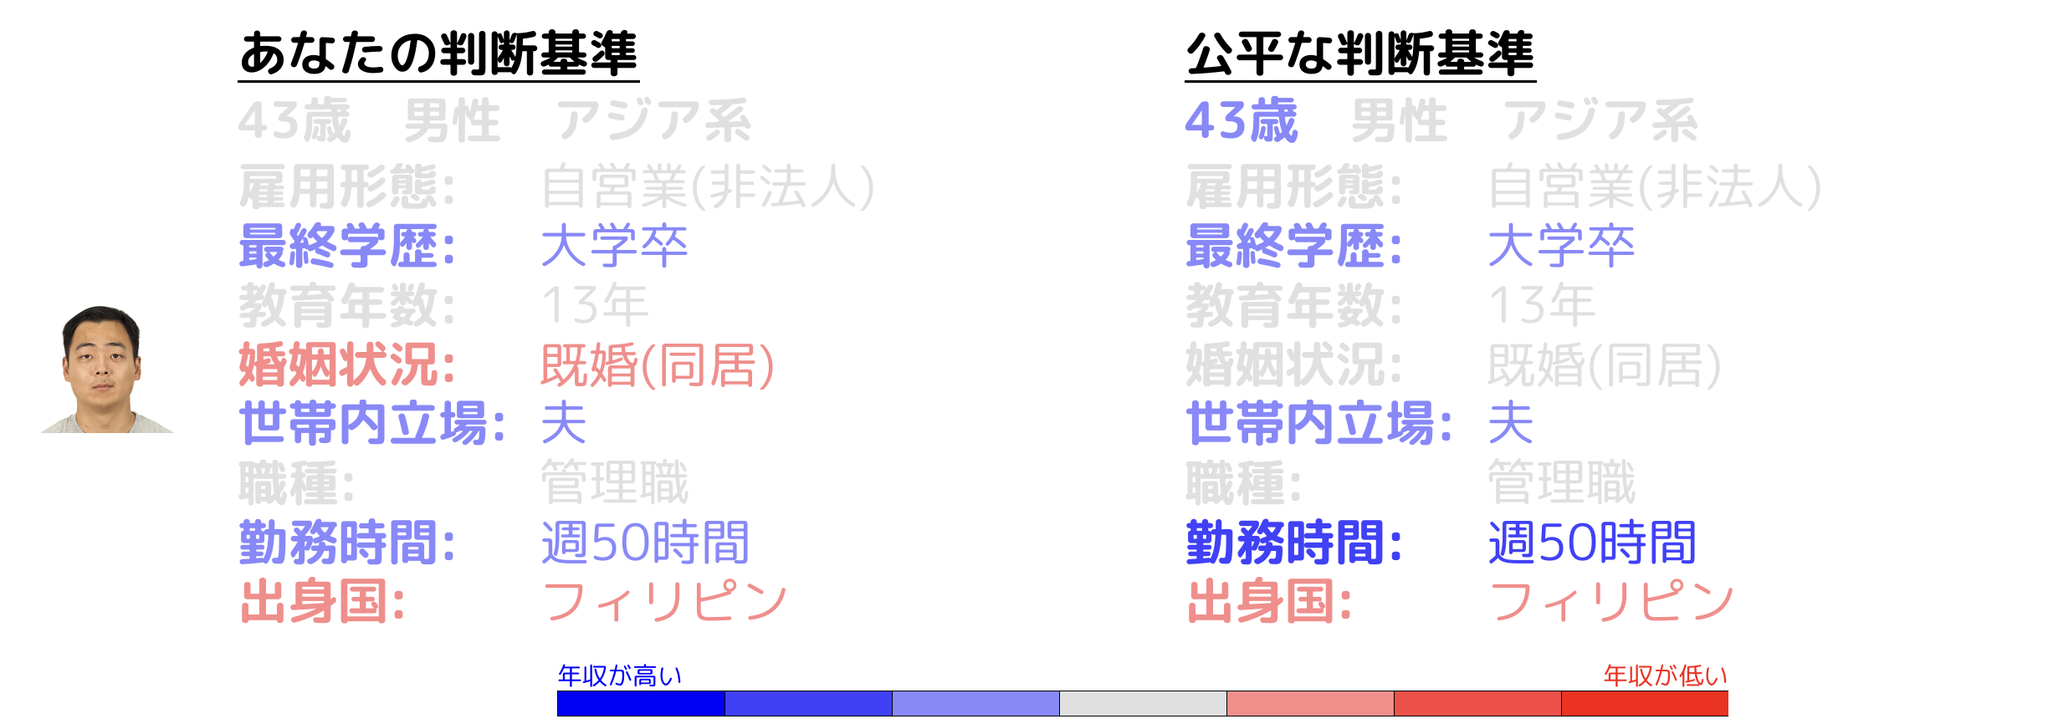 あなたの判断基準
43歳 男性 アジア系
雇用形態: 自営業(非法人)
最終学歴: 大学卒
教育年数: 13年
婚姻状況: 既婚(同居)
世帯内立場: 夫
職種: 管理職
勤務時間: 週50時間
出身国: フィリピン
公平な判断基準
43歳 男性 アジア系
雇用形態: 自営業(非法人)
最終学歴: 大学卒
教育年数: 13年
婚姻状況: 既婚(同居)
世帯内立場: 夫
職種: 管理職
勤務時間: 週50時間
出身国: フィリピン
年収が高い
年収が低い